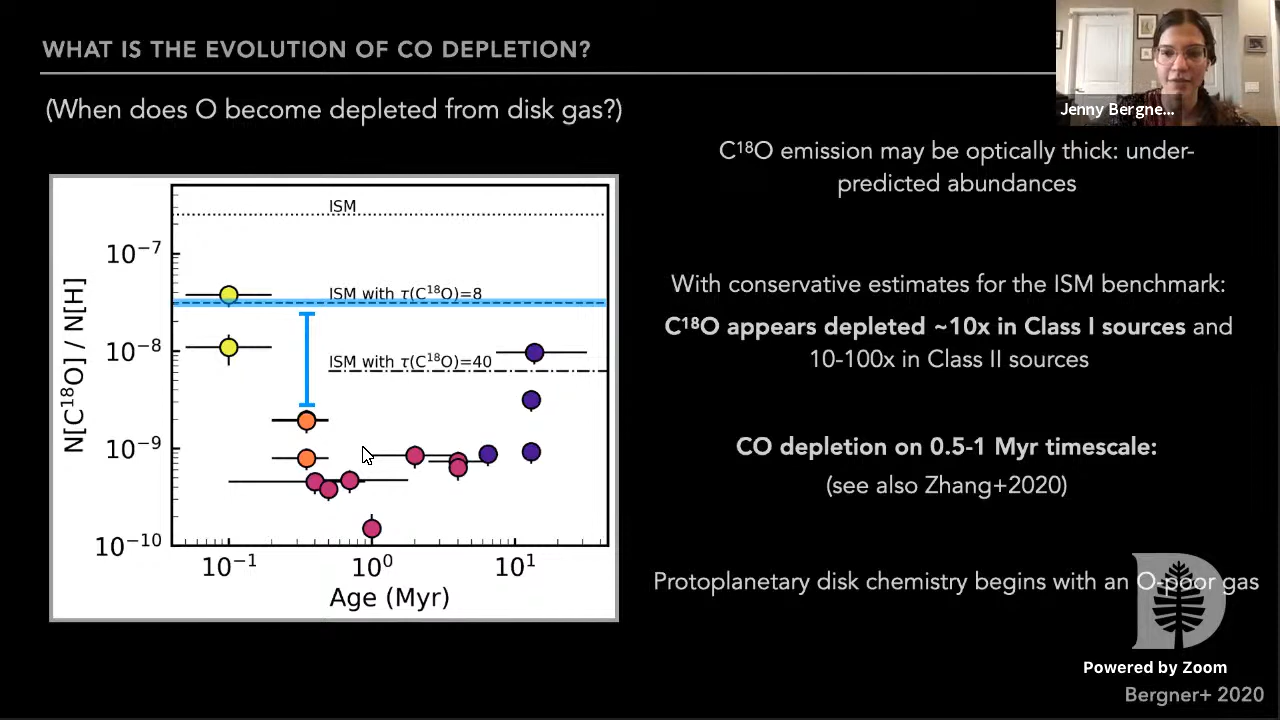 WHAT IS THE EVOLUTION OF CO DEPLETION?
(When does O become depleted from disk gas?)
Jenny Bergne...
C¹⁸O emission may be optically thick: under-
predicted abundances
With conservative estimates for the ISM benchmark:
C¹⁸O appears depleted ~10x in Class I sources and
10-100x in Class II sources
CO depletion on 0.5-1 Myr timescale:
(see also Zhang+2020)
Protoplanetary disk chemistry begins with an O-poor gas
N[C¹⁸O] / N[H]
10⁻⁷
10⁻⁸
10⁻⁹
10⁻¹⁰
ISM
ISM with τ(C¹⁸O)=8
ISM with τ(C¹⁸O)=40
10⁻¹
10⁰
10¹
Age (Myr)
D
Powered by Zoom
Bergner+ 2020